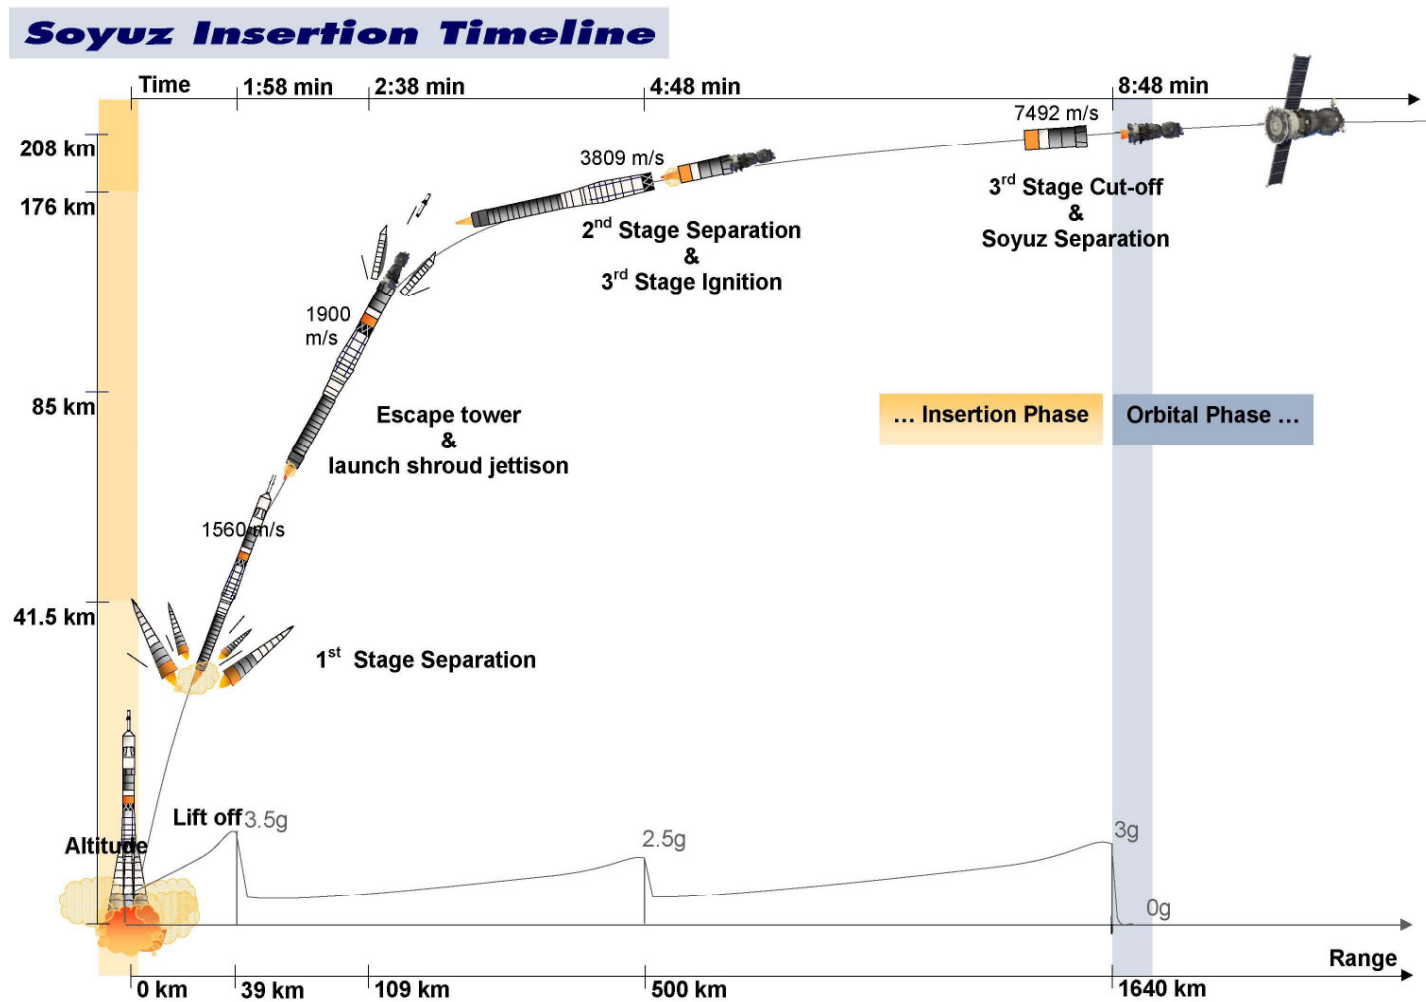 Soyuz Insertion Timeline
Time
1:58 min
2:38 min
4:48 min
8:48 min
208 km
176 km
85 km
41.5 km
Altitude
7492 m/s
3rd Stage Cut-off
&
Soyuz Separation
3809 m/s
2nd Stage Separation
&
3rd Stage Ignition
1900
m/s
Escape tower
&
launch shroud jettison
... Insertion Phase
Orbital Phase ...
1560 m/s
1st Stage Separation
Lift off
3.5g
2.5g
3g
0g
Range
0 km
39 km
109 km
500 km
1640 km